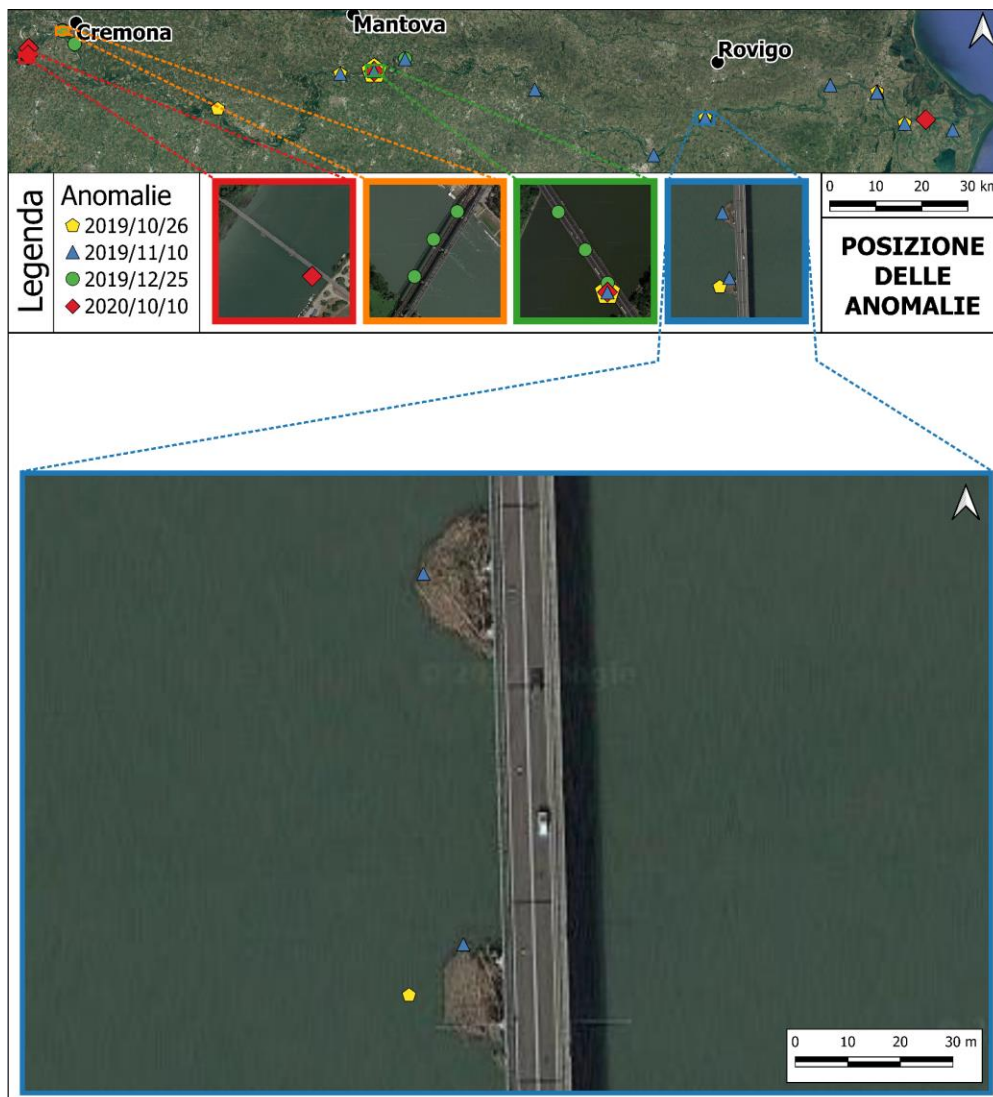 Cremona
Mantova
Rovigo
Legenda
Anomalie
2019/10/26
2019/11/10
2019/12/25
2020/10/10
0 10 20 30 km
POSIZIONE
DELLE
ANOMALIE
0 10 20 30 m